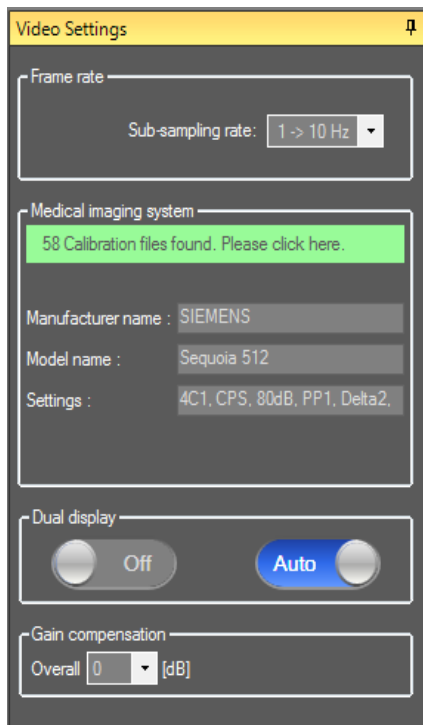 Video Settings
Frame rate
Sub-sampling rate: 1 -> 10 Hz
Medical imaging system
58 Calibration files found. Please click here.
Manufacturer name : SIEMENS
Model name : Sequoia 512
Settings : 4C1, CPS, 80dB, PP1, Delta2,
Dual display
Off Auto
Gain compensation
Overall 0 [dB]